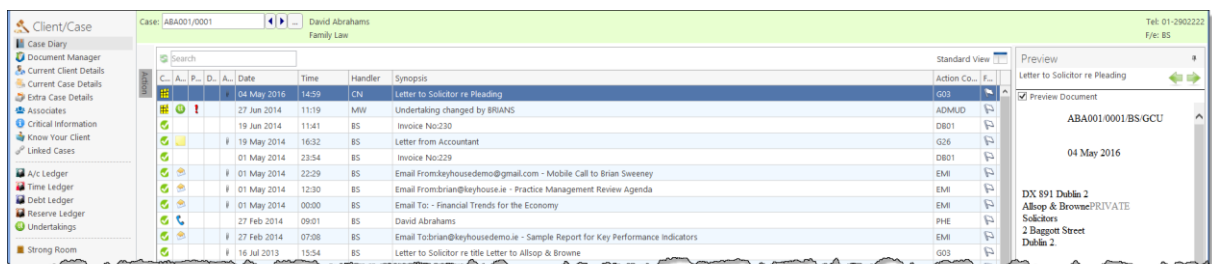 Client/Case
Case Diary
Document Manager
Current Client Details
Current Case Details
Extra Case Details
Associates
Critical Information
Know Your Client
Linked Cases
A/c Ledger
Time Ledger
Debt Ledger
Reserve Ledger
Undertakings
Strong Room
Case: ABA001/0001 ... David Abrahams
Family Law
Tel: 01-2902222
F/e: BS
Search
Standard View
Action
C... A... P... D.. A... Date Time Handler Synopsis Action Co... F...
04 May 2016 14:59 CN Letter to Solicitor re Pleading G03
27 Jun 2014 11:19 MW Undertaking changed by BRIANS ADMUD
19 Jun 2014 11:41 BS Invoice No:230 DB01
19 May 2014 16:32 BS Letter from Accountant G26
01 May 2014 23:54 BS Invoice No:229 DB01
01 May 2014 22:29 BS Email From:keyhousedemo@gmail.com - Mobile Call to Brian Sweeney EMI
01 May 2014 12:30 BS Email From:brian@keyhouse.ie - Practice Management Review Agenda EMI
01 May 2014 00:00 BS Email To: - Financial Trends for the Economy EMI
27 Feb 2014 09:01 BS David Abrahams PHE
27 Feb 2014 07:08 BS Email To:brian@keyhousedemo.ie - Sample Report for Key Performance Indicators EMI
16 Jul 2013 15:54 BS Letter to Solicitor re title Letter to Allsop & Browne G03
Preview
Letter to Solicitor re Pleading
Preview Document
ABA001/0001/BS/GCU
04 May 2016
DX 891 Dublin 2
Allsop & BrownePRIVATE
Solicitors
2 Baggott Street
Dublin 2.